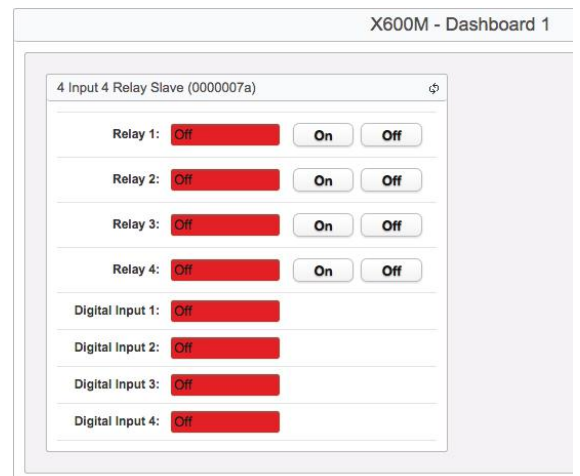 X600M - Dashboard 1
4 Input 4 Relay Slave (0000007a)
Relay 1: Off On Off
Relay 2: Off On Off
Relay 3: Off On Off
Relay 4: Off On Off
Digital Input 1: Off
Digital Input 2: Off
Digital Input 3: Off
Digital Input 4: Off